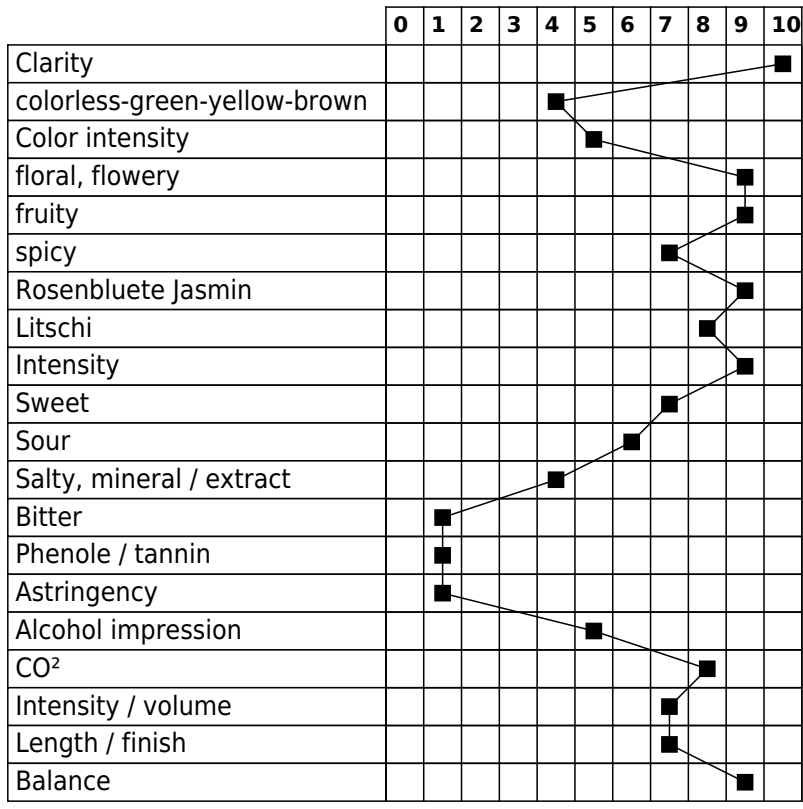 0 1 2 3 4 5 6 7 8 9 10
Clarity
colorless-green-yellow-brown
Color intensity
floral, flowery
fruity
spicy
Rosenbluete Jasmin
Litschi
Intensity
Sweet
Sour
Salty, mineral / extract
Bitter
Phenole / tannin
Astringency
Alcohol impression
CO²
Intensity / volume
Length / finish
Balance